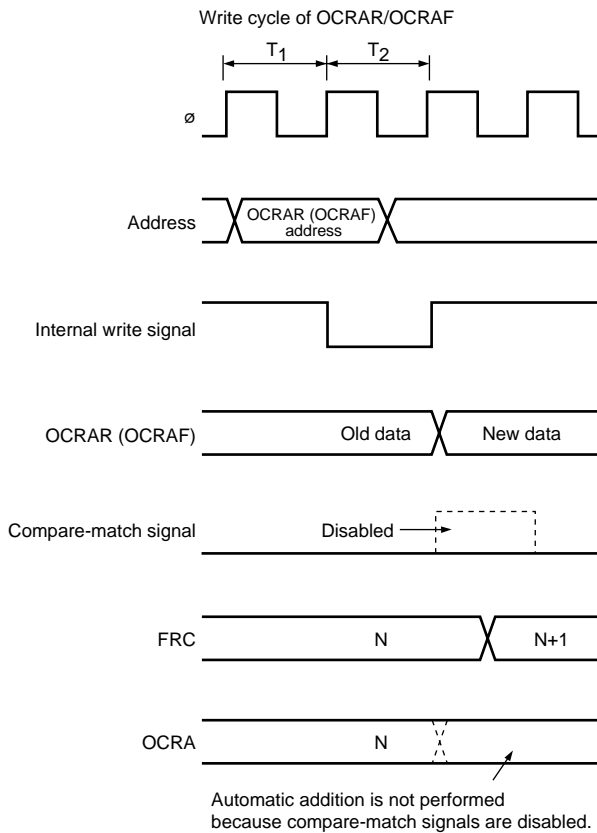 Write cycle of OCRAR/OCRAF
T1
T2
ø
Address
OCRAR (OCRAF)
address
Internal write signal
OCRAR (OCRAF)
Old data
New data
Compare-match signal
Disabled
FRC
N
N+1
OCRA
N
Automatic addition is not performed
because compare-match signals are disabled.